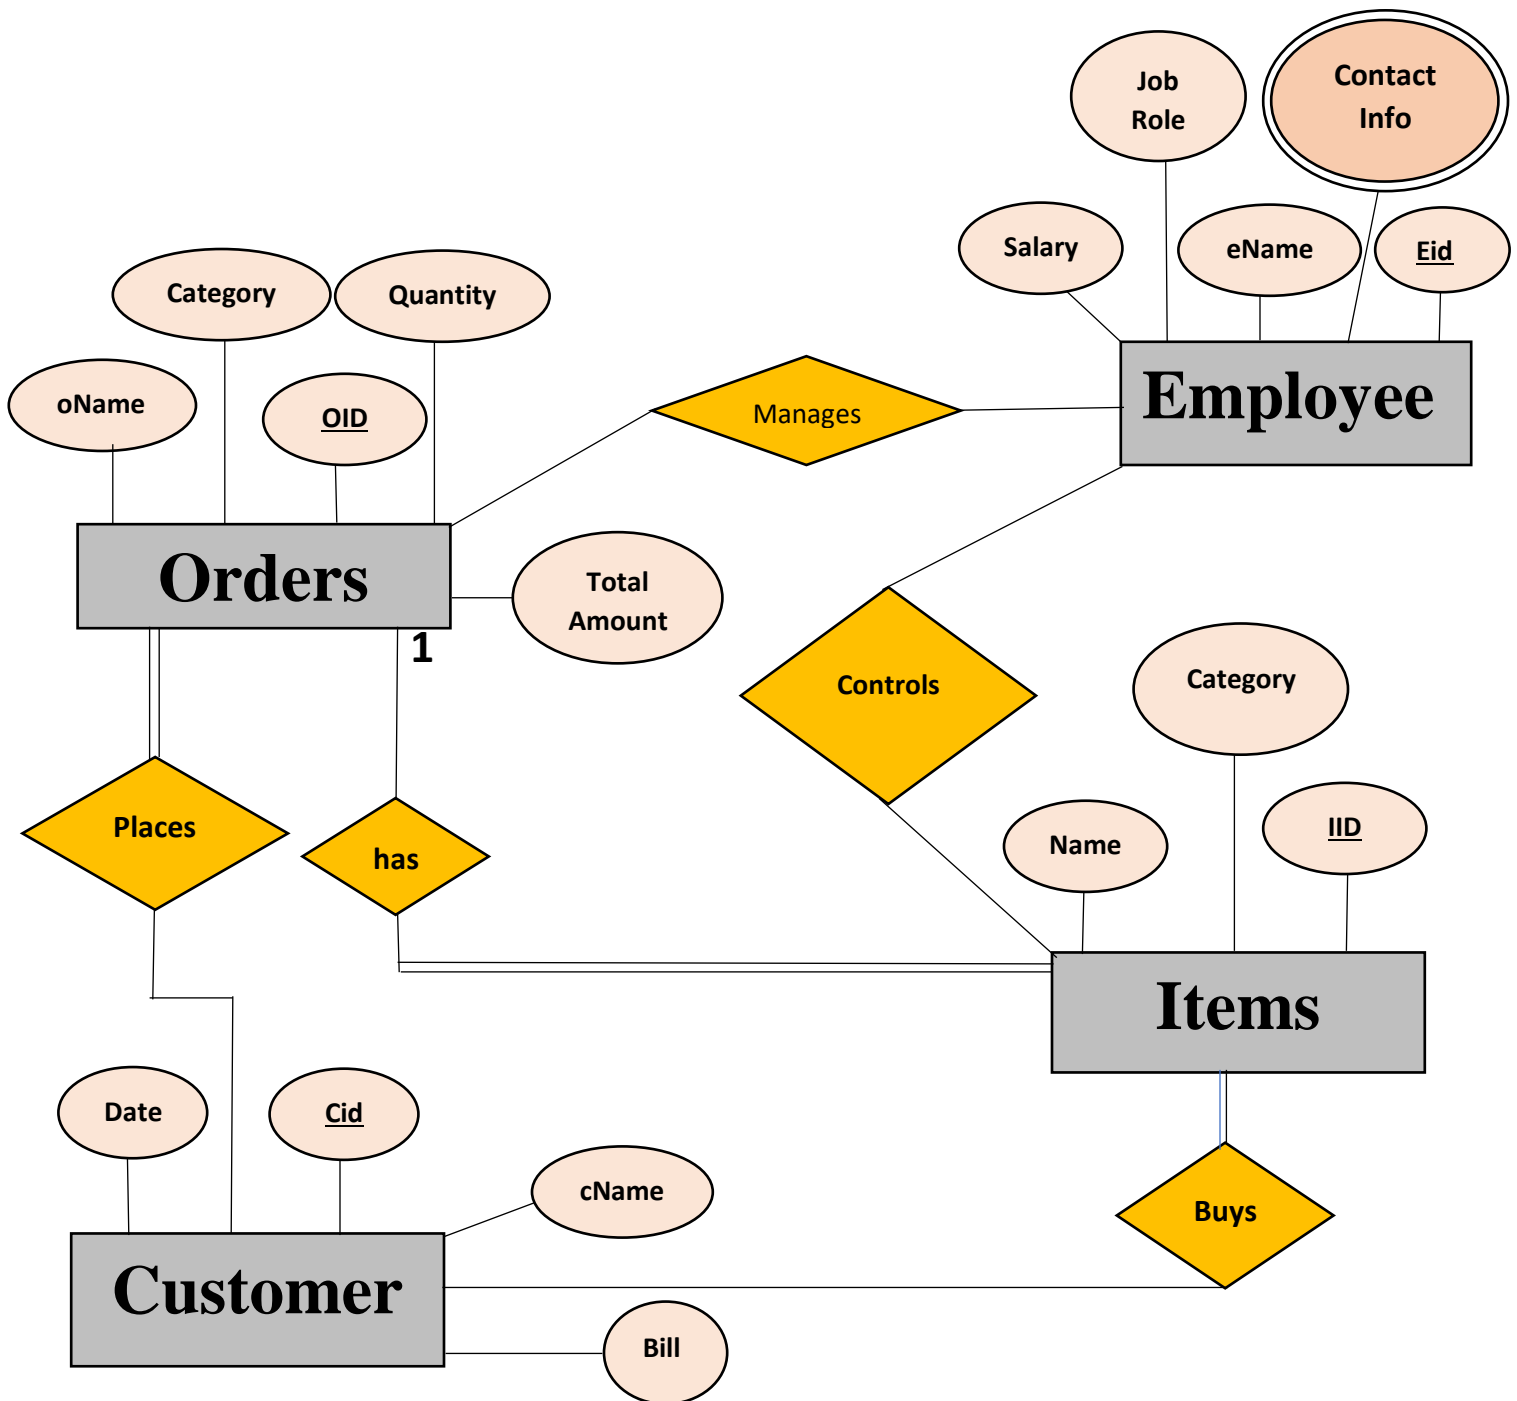 Job
Role
Contact
Info
Salary
eName
Eid
Category
Quantity
oName
OID
Manages
Employee
Orders
Total
Amount
1
Controls
Category
Places
has
Name
IID
Items
Date
Cid
cName
Buys
Customer
Bill